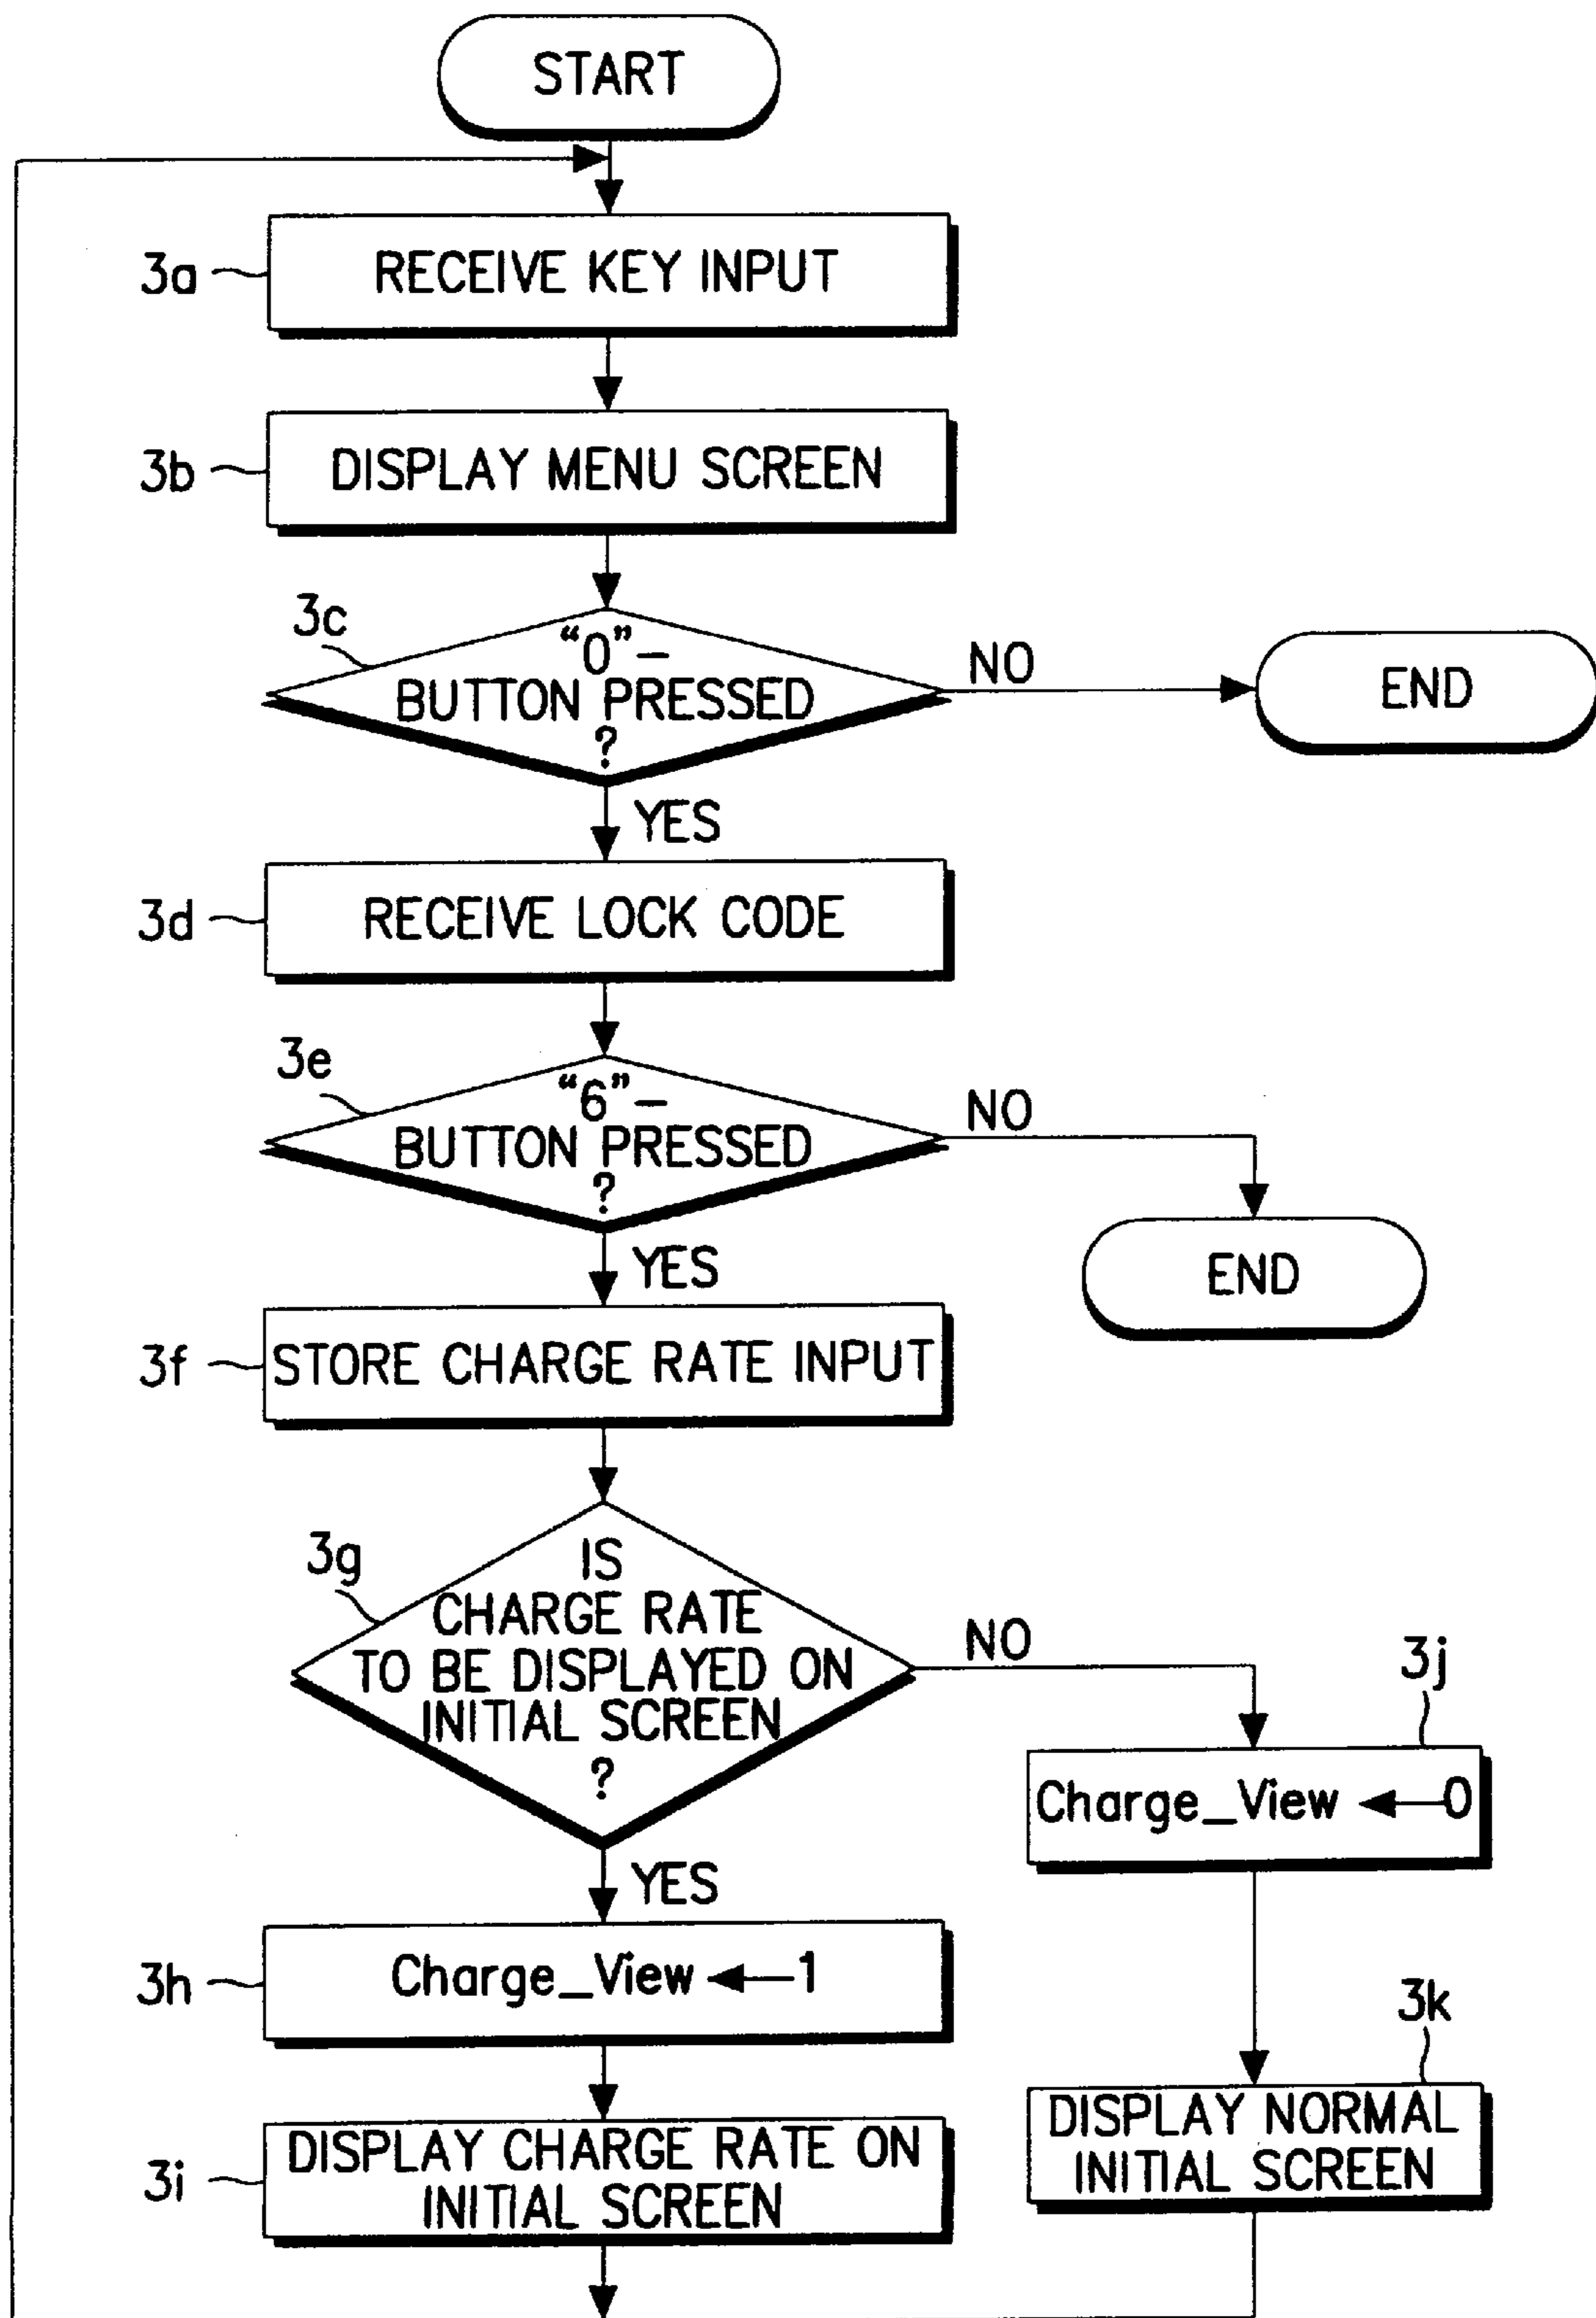 START
3a
RECEIVE KEY INPUT
3b
DISPLAY MENU SCREEN
3c
“0”–
BUTTON PRESSED
?
NO
END
YES
3d
RECEIVE LOCK CODE
3e
“6”–
BUTTON PRESSED
?
NO
END
YES
3f
STORE CHARGE RATE INPUT
3g
IS
CHARGE RATE
TO BE DISPLAYED ON
INITIAL SCREEN
?
NO
3j
Charge_View ←0
YES
3h
Charge_View ←1
3k
DISPLAY NORMAL
INITIAL SCREEN
3i
DISPLAY CHARGE RATE ON
INITIAL SCREEN